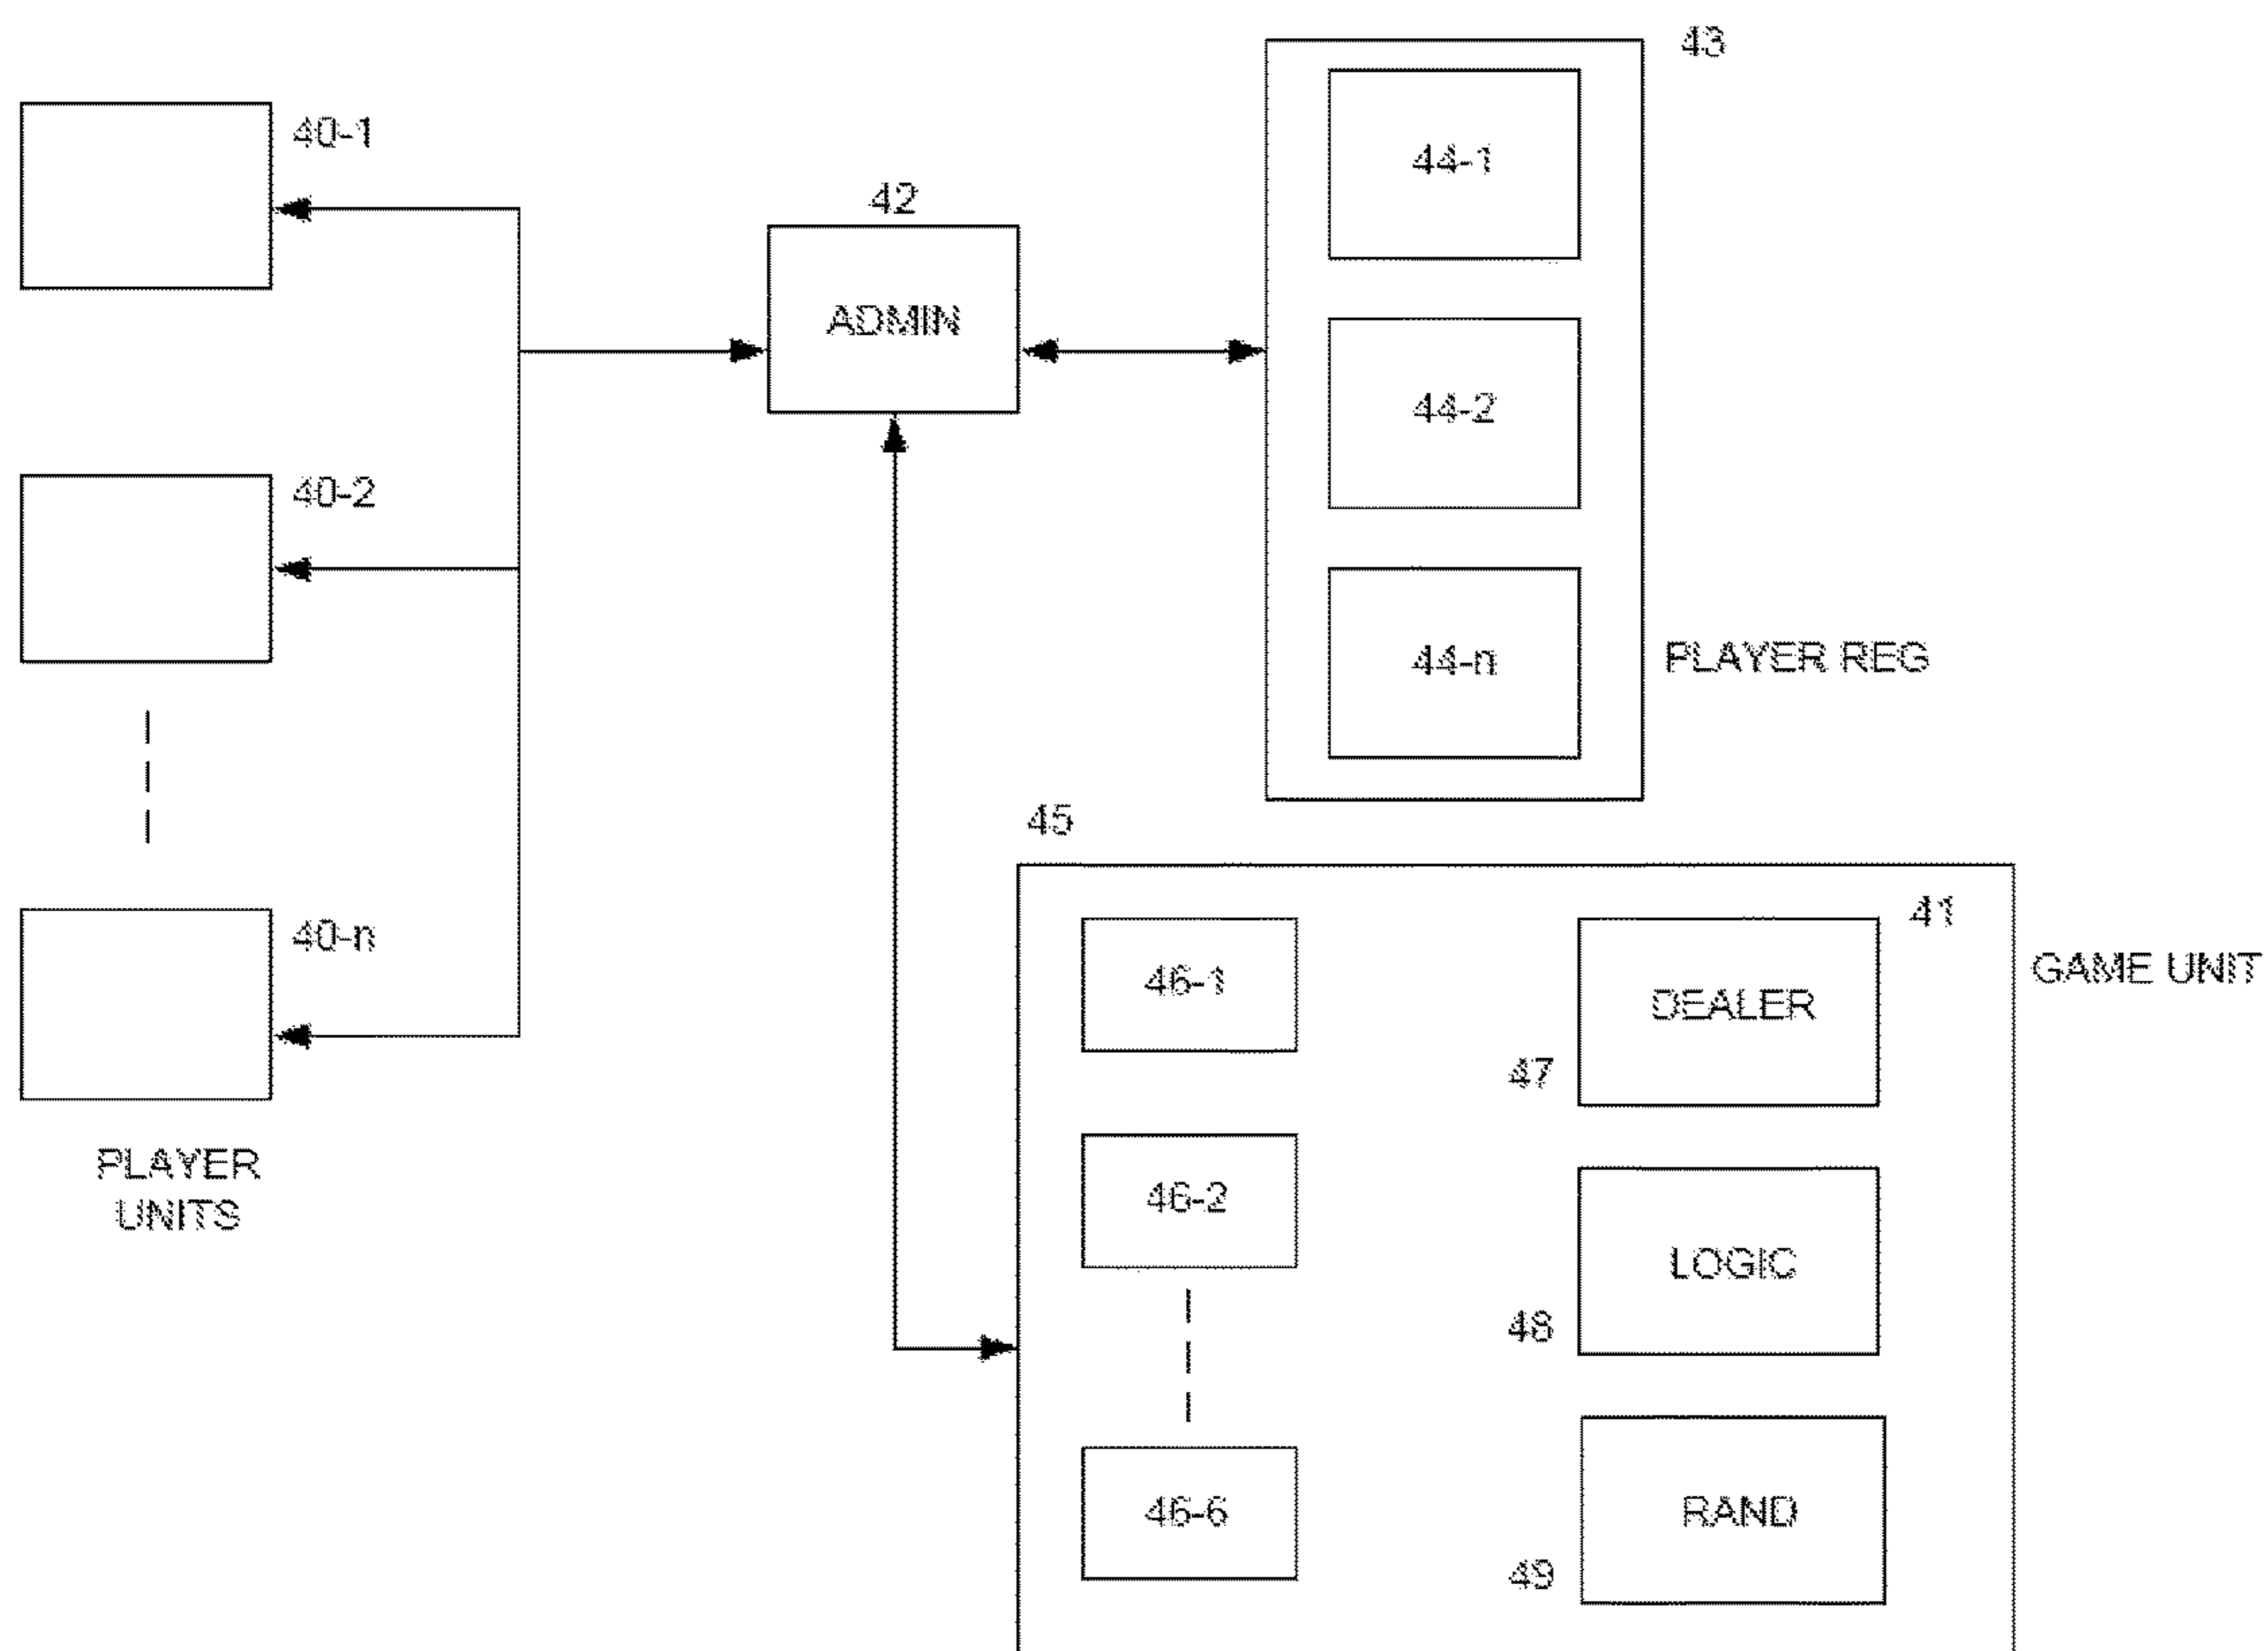 43
40-1
44-1
42
ADMIN
40-2
44-2
44-n
PLAYER REG
45
40-n
41
46-1
DEALER
GAME UNIT
47
PLAYER
UNITS
46-2
LOGIC
48
46-6
RAND
49